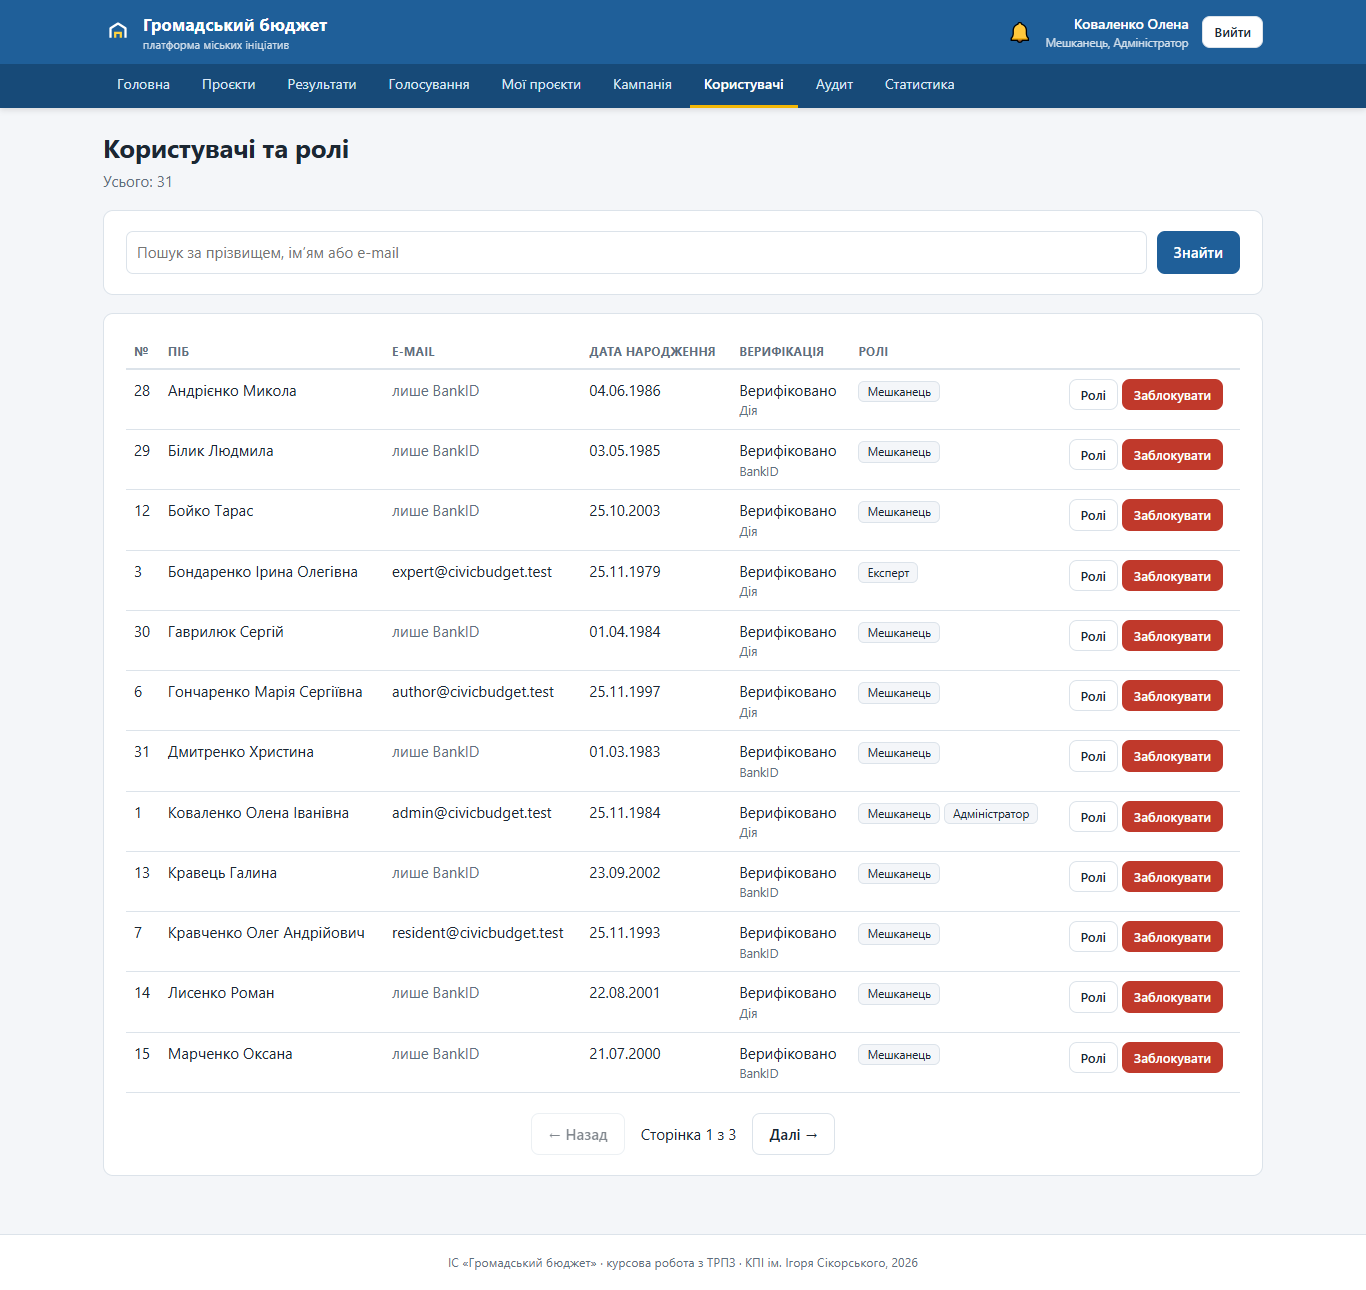 Громадський бюджет
платформа міських ініціатив
Коваленко Олена
Мешканець, Адміністратор
Вийти
Головна Проєкти Результати Голосування Мої проєкти Кампанія Користувачі Аудит Статистика
Користувачі та ролі
Усього: 31
Пошук за прізвищем, ім’ям або e-mail
Знайти
№ ПІБ E-MAIL ДАТА НАРОДЖЕННЯ ВЕРИФІКАЦІЯ РОЛІ
28 Андрієнко Микола лише BankID 04.06.1986 Верифіковано Мешканець Ролі Заблокувати
Дія
29 Білик Людмила лише BankID 03.05.1985 Верифіковано Мешканець Ролі Заблокувати
BankID
12 Бойко Тарас лише BankID 25.10.2003 Верифіковано Мешканець Ролі Заблокувати
Дія
3 Бондаренко Ірина Олегівна expert@civicbudget.test 25.11.1979 Верифіковано Експерт Ролі Заблокувати
Дія
30 Гаврилюк Сергій лише BankID 01.04.1984 Верифіковано Мешканець Ролі Заблокувати
Дія
6 Гончаренко Марія Сергіївна author@civicbudget.test 25.11.1997 Верифіковано Мешканець Ролі Заблокувати
Дія
31 Дмитренко Христина лише BankID 01.03.1983 Верифіковано Мешканець Ролі Заблокувати
BankID
1 Коваленко Олена Іванівна admin@civicbudget.test 25.11.1984 Верифіковано Мешканець Адміністратор Ролі Заблокувати
Дія
13 Кравець Галина лише BankID 23.09.2002 Верифіковано Мешканець Ролі Заблокувати
BankID
7 Кравченко Олег Андрійович resident@civicbudget.test 25.11.1993 Верифіковано Мешканець Ролі Заблокувати
BankID
14 Лисенко Роман лише BankID 22.08.2001 Верифіковано Мешканець Ролі Заблокувати
Дія
15 Марченко Оксана лише BankID 21.07.2000 Верифіковано Мешканець Ролі Заблокувати
BankID
← Назад Сторінка 1 з 3 Далі →
ІС «Громадський бюджет» · курсова робота з ТРПЗ · КПІ ім. Ігоря Сікорського, 2026